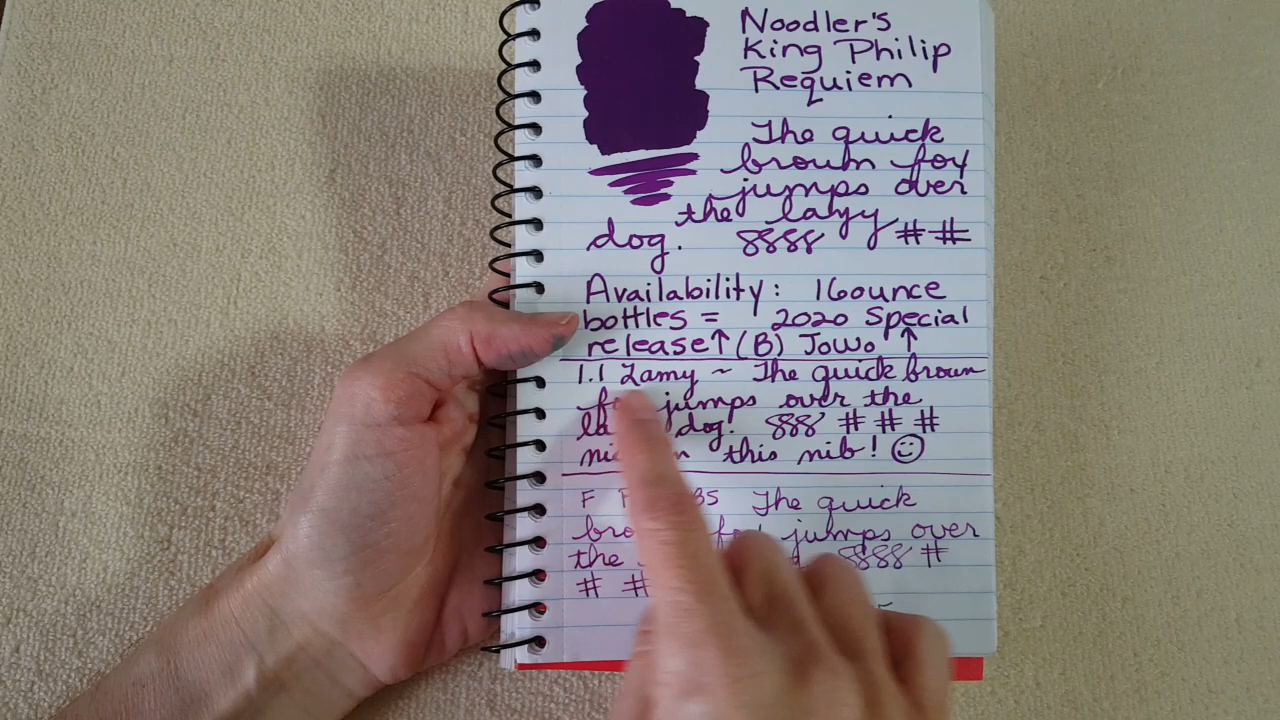 Noodler's
King Philip
Requiem
The quick
brown fox
jumps over
the lazy
dog. 8888 ##
Availability: 16ounce
bottles = 2020 Special
release↑ (B) Jowo ↑
1.1 Lamy ~ The quick brown
jumps over the
dog. 888 # # #
this nib! ☺
F 35 The quick
jumps over
the 8888 #
# #